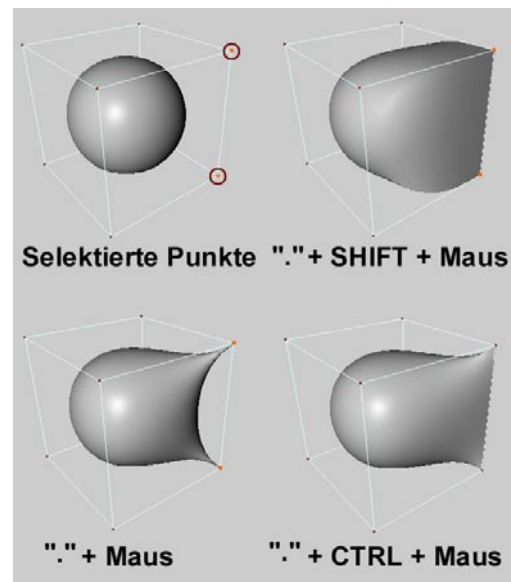 Selektierte Punkte
"." + SHIFT + Maus
"." + Maus
"." + CTRL + Maus